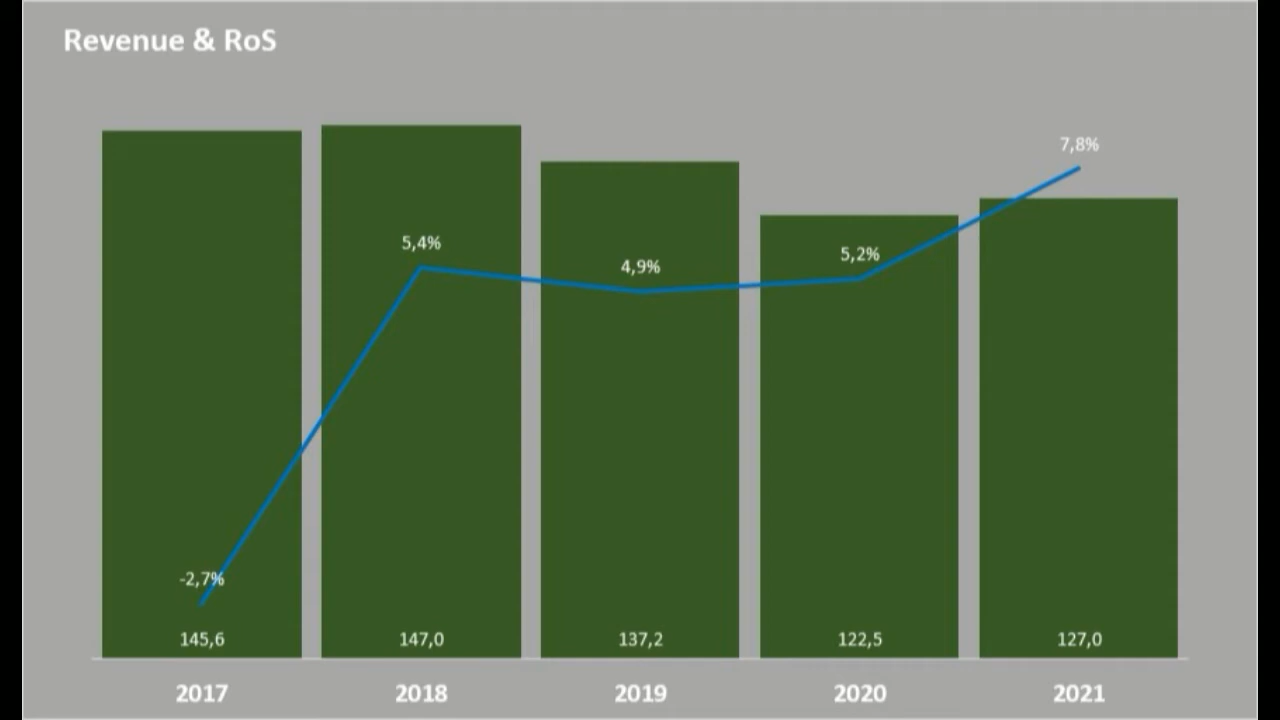 Revenue & RoS
7,8%
5,4%
5,2%
4,9%
-2,7%
145,6 147,0 137,2 122,5 127,0
2017 2018 2019 2020 2021